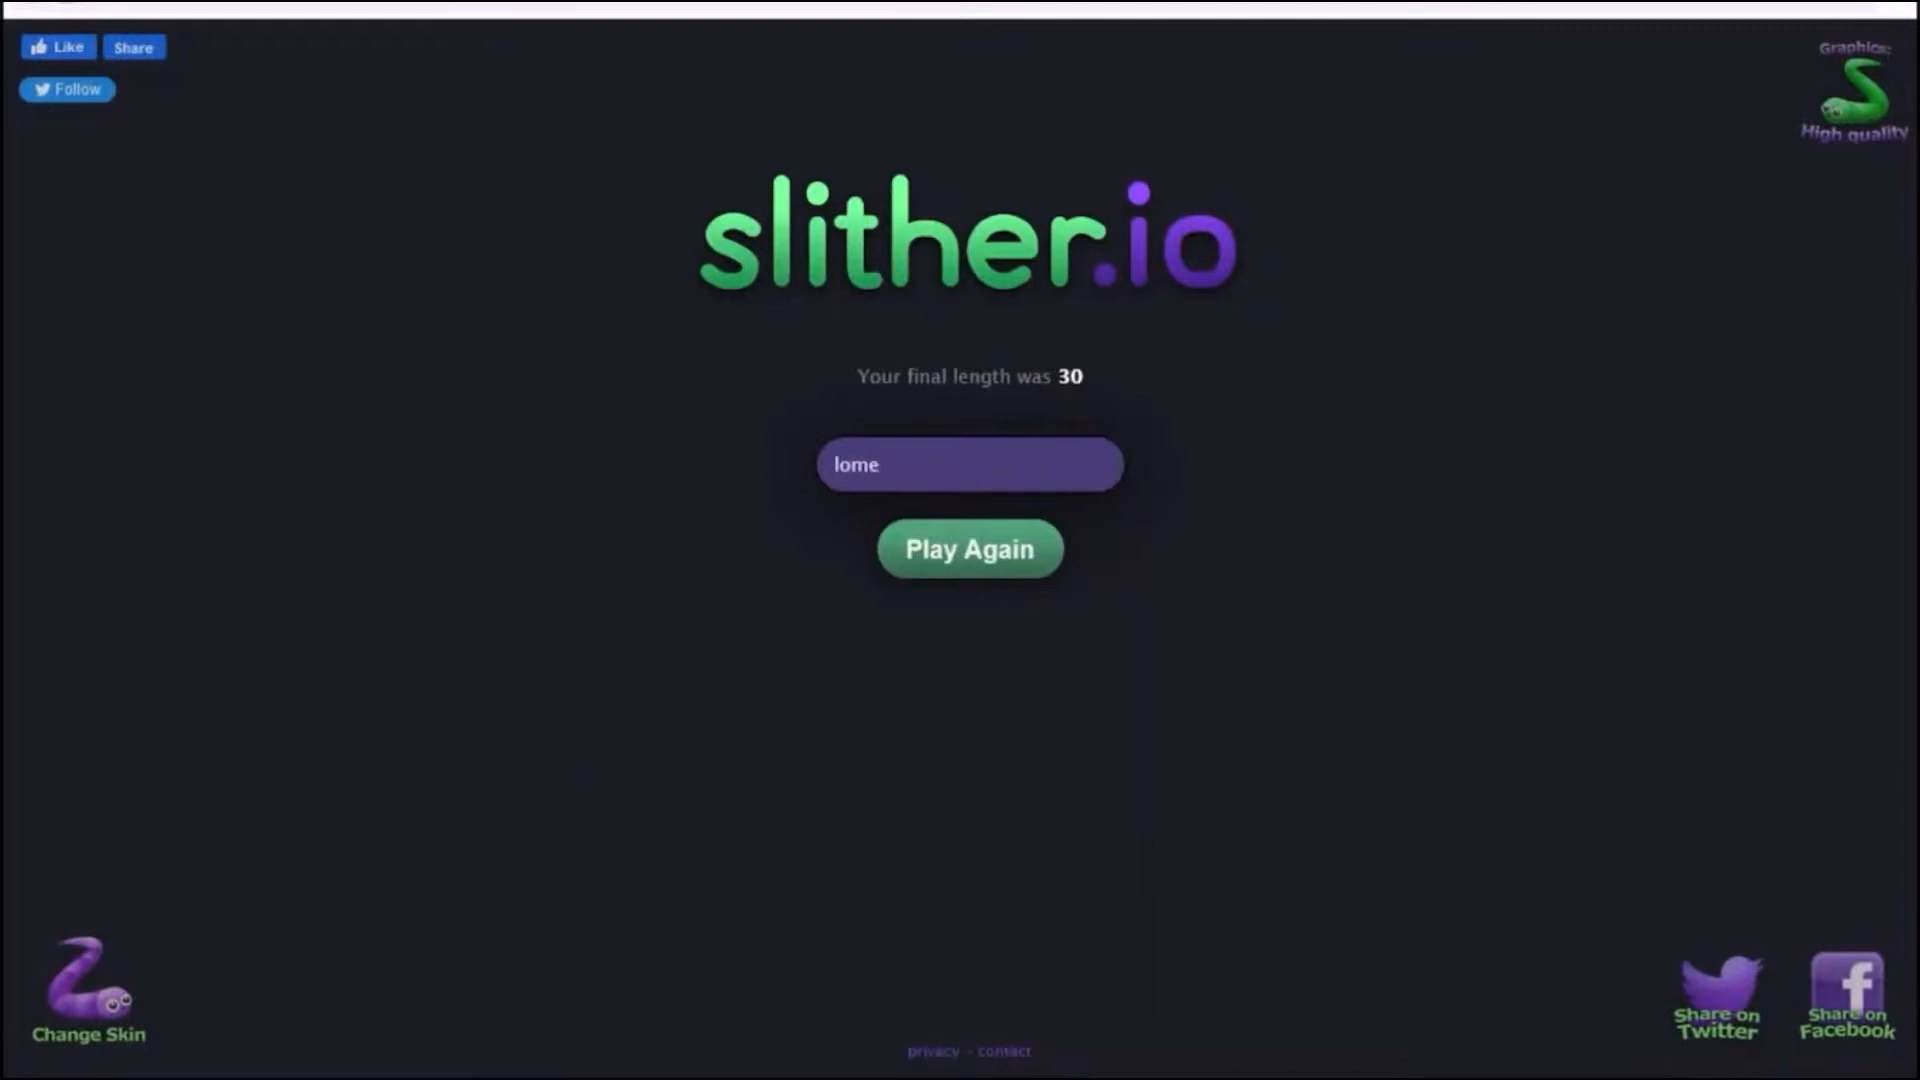 Like Share
Follow
Graphics:
High quality
slither.io
Your final length was 30
lome
Play Again
Change Skin
Share on
Twitter
Share on
Facebook
privacy - contact